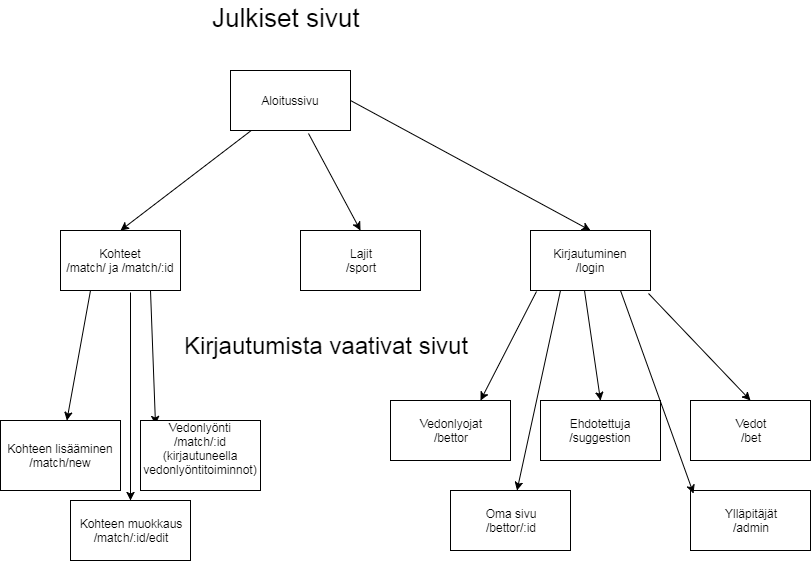 Julkiset sivut
Aloitussivu
Kohteet
/match/ ja /match/:id
Lajit
/sport
Kirjautuminen
/login
Kirjautumista vaativat sivut
Kohteen lisääminen
/match/new
Vedonlyönti
/match/:id
(kirjautuneella
vedonlyöntitoiminnot)
Vedonlyojat
/bettor
Ehdotettuja
/suggestion
Vedot
/bet
Kohteen muokkaus
/match/:id/edit
Oma sivu
/bettor/:id
Ylläpitäjät
/admin